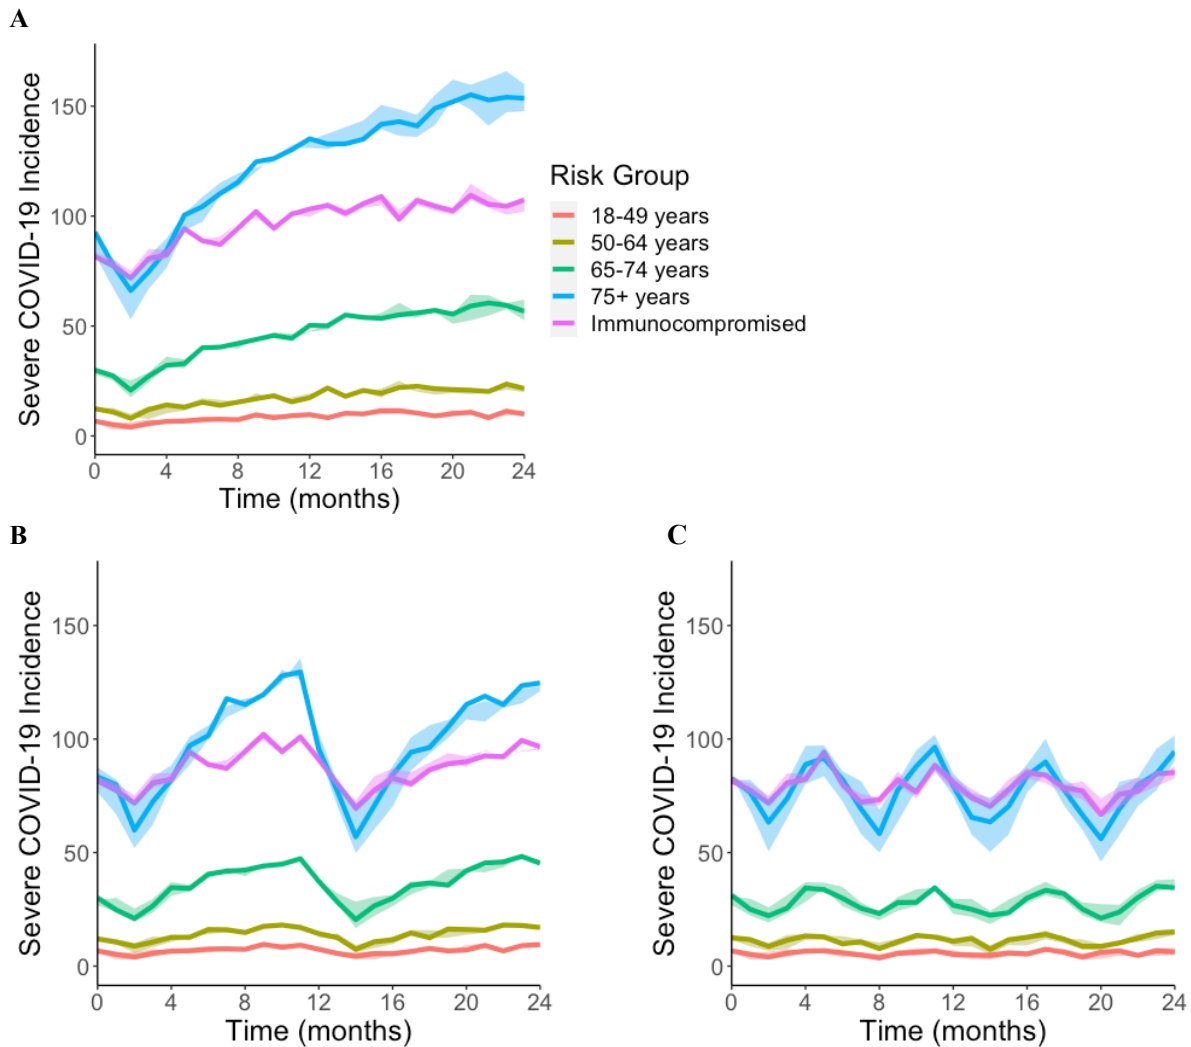 A
Severe COVID-19 Incidence
150
100
50
0
0 4 8 12 16 20 24
Time (months)
Risk Group
18-49 years
50-64 years
65-74 years
75+ years
Immunocompromised
B
Severe COVID-19 Incidence
150
100
50
0
0 4 8 12 16 20 24
Time (months)
C
Severe COVID-19 Incidence
150
100
50
0
0 4 8 12 16 20 24
Time (months)